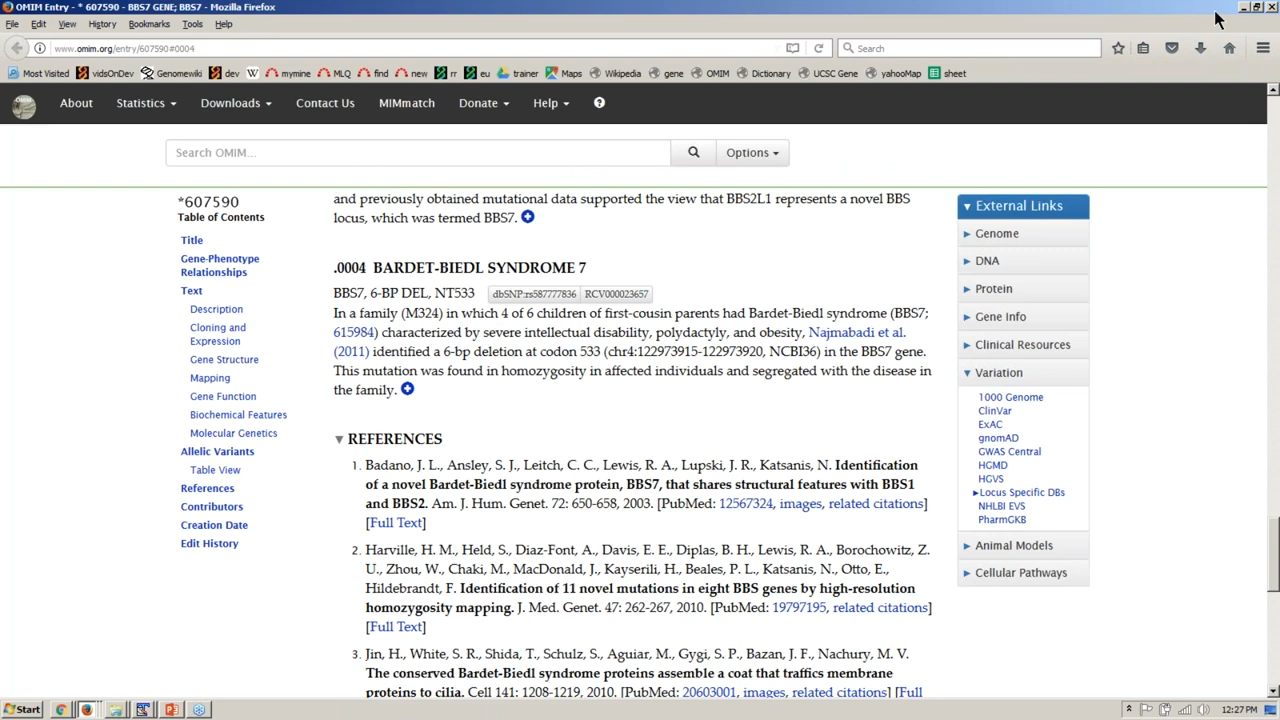 OMIM Entry - * 607590 - BBS7 GENE; BBS7 - Mozilla Firefox
File Edit View History Bookmarks Tools Help
www.omim.org/entry/607590#0004 Search
Most Visited vidsOnDev Genomewiki dev W mymine MLQ find new rr eu trainer Maps Wikipedia gene OMIM Dictionary UCSC Gene yahooMap sheet
About Statistics Downloads Contact Us MIMmatch Donate Help ?
Search OMIM... Options
*607590
Table of Contents
Title
Gene-Phenotype
Relationships
Text
Description
Cloning and
Expression
Gene Structure
Mapping
Gene Function
Biochemical Features
Molecular Genetics
Allelic Variants
Table View
References
Contributors
Creation Date
Edit History
and previously obtained mutational data supported the view that BBS2L1 represents a novel BBS
locus, which was termed BBS7.
.0004 BARDET-BIEDL SYNDROME 7
BBS7, 6-BP DEL, NT533 dbSNP:rs587777836 RCV000023657
In a family (M324) in which 4 of 6 children of first-cousin parents had Bardet-Biedl syndrome (BBS7;
615984) characterized by severe intellectual disability, polydactyly, and obesity, Najmabadi et al.
(2011) identified a 6-bp deletion at codon 533 (chr4:122973915-122973920, NCBI36) in the BBS7 gene.
This mutation was found in homozygosity in affected individuals and segregated with the disease in
the family.
REFERENCES
1. Badano, J. L., Ansley, S. J., Leitch, C. C., Lewis, R. A., Lupski, J. R., Katsanis, N. Identification
of a novel Bardet-Biedl syndrome protein, BBS7, that shares structural features with BBS1
and BBS2. Am. J. Hum. Genet. 72: 650-658, 2003. [PubMed: 12567324, images, related citations]
[Full Text]
2. Harville, H. M., Held, S., Diaz-Font, A., Davis, E. E., Diplas, B. H., Lewis, R. A., Borochowitz, Z.
U., Zhou, W., Chaki, M., MacDonald, J., Kayserili, H., Beales, P. L., Katsanis, N., Otto, E.,
Hildebrandt, F. Identification of 11 novel mutations in eight BBS genes by high-resolution
homozygosity mapping. J. Med. Genet. 47: 262-267, 2010. [PubMed: 19797195, related citations]
[Full Text]
3. Jin, H., White, S. R., Shida, T., Schulz, S., Aguiar, M., Gygi, S. P., Bazan, J. F., Nachury, M. V.
The conserved Bardet-Biedl syndrome proteins assemble a coat that traffics membrane
proteins to cilia. Cell 141: 1208-1219, 2010. [PubMed: 20603001, images, related citations] [Full
External Links
Genome
DNA
Protein
Gene Info
Clinical Resources
Variation
1000 Genome
ClinVar
ExAC
gnomAD
GWAS Central
HGMD
HGVS
Locus Specific DBs
NHLBI EVS
PharmGKB
Animal Models
Cellular Pathways
Start 12:27 PM